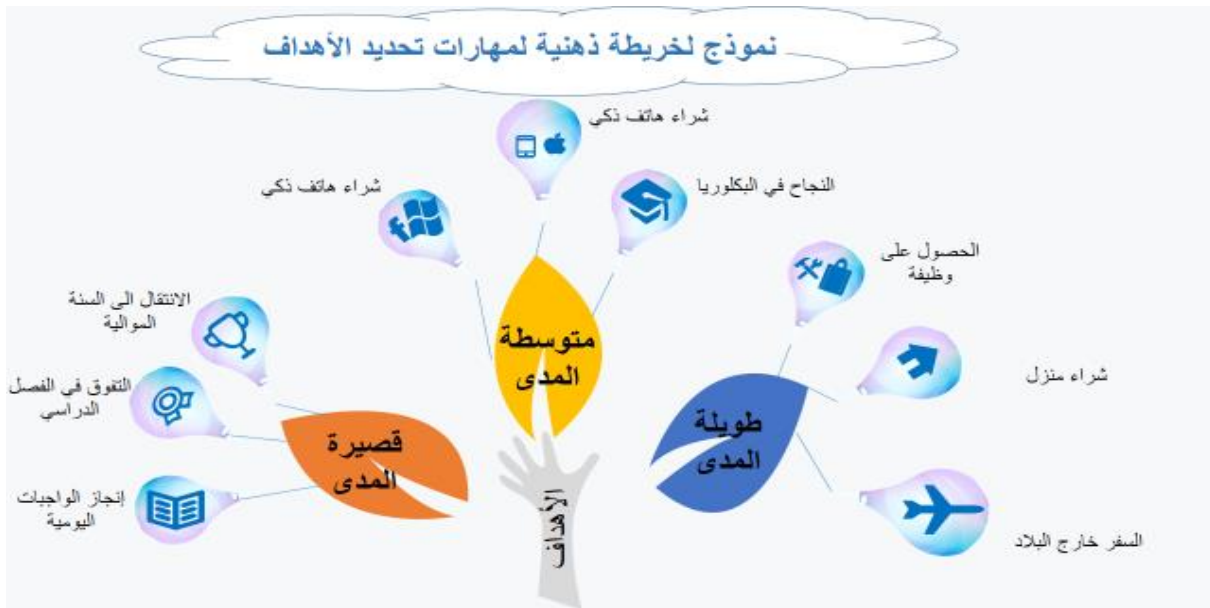 نموذج لخريطة ذهنية لمهارات تحديد الأهداف
شراء هاتف ذكي
النجاح في البكلوريا
شراء هاتف ذكي
الحصول على
وظيفة
شراء منزل
السفر خارج البلاد
الانتقال الى السنة
الموالية
التفوق في الفصل
الدراسي
إنجاز الواجبات
اليومية
متوسطة
المدى
طويلة
المدى
قصيرة
المدى
الأهداف